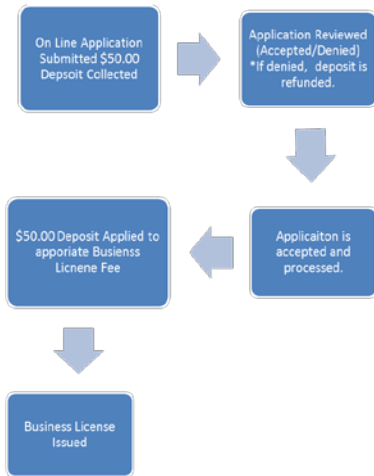 On Line Application
Submitted $50.00
Depsoit Collected
Application Reviewed
(Accepted/Denied)
*If denied, deposit is
refunded.
Applicaiton is
accepted and
processed.
$50.00 Deposit Applied to
apporiate Busienss
Licnene Fee
Business License
Issued